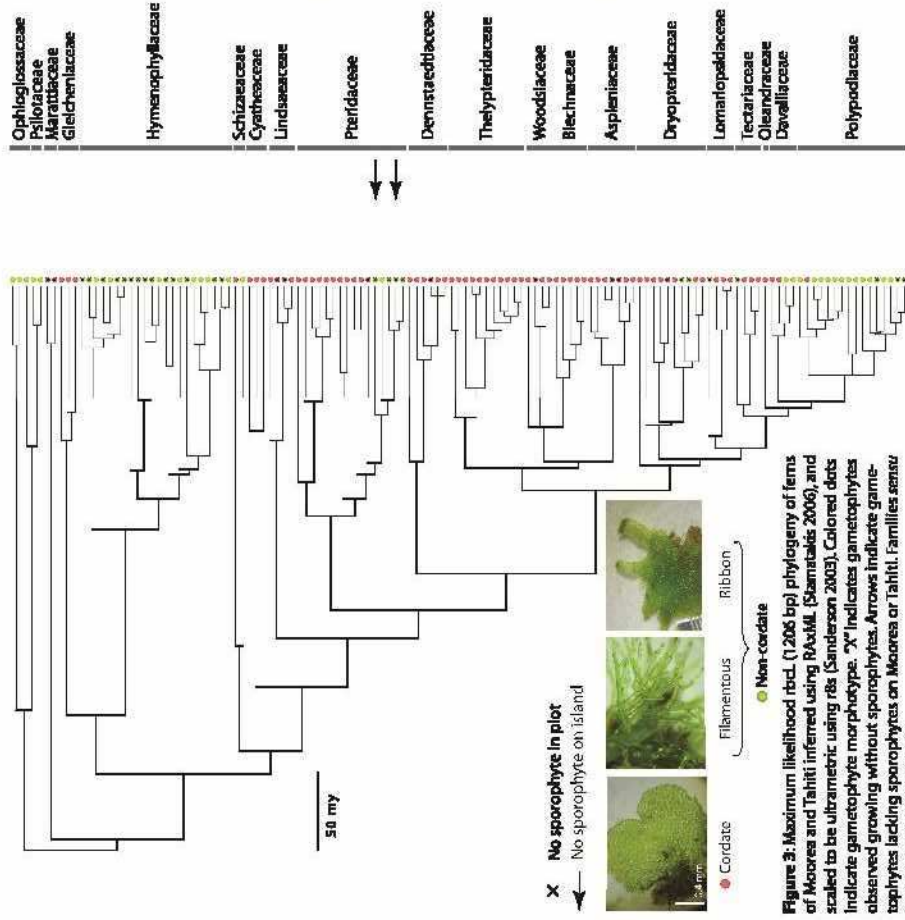 Ophioglossaceae
Psilotaceae
Marattiaceae
Gleicheniaceae
Hymenophyllaceae
Schizaeaceae
Cyatheaceae
Lindsaeaceae
Pteridaceae
Dennstaedtiaceae
Thelypteridaceae
Woodsiaceae
Blechnaceae
Aspleniaceae
Dryopteridaceae
Lomariopsidaceae
Tectariaceae
Oleandraceae
Davalliaceae
Polypodiaceae
50 my
X No sporophyte in plot
No sporophyte on island
Cordate
Filamentous
Ribbon
Non-cordate
Figure 3: Maximum likelihood rbcL (1206 bp) phylogeny of ferns
of Moorea and Tahiti inferred using RAxML (Stamatakis 2006), and
scaled to be ultrametric using r8s (Sanderson 2003). Colored dots
indicate gametophyte morphotype. "X" indicates gametophytes
observed growing without sporophytes. Arrows indicate game-
tophytes lacking sporophytes on Moorea or Tahiti. Families sensu